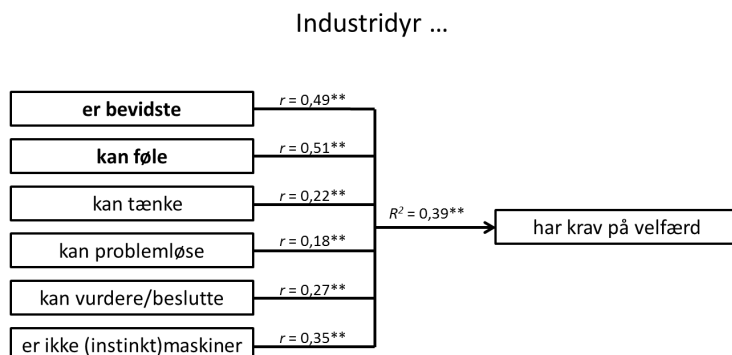 Industridyr ...
er bevidste
r = 0,49**
kan føle
r = 0,51**
kan tænke
r = 0,22**
kan problemløse
r = 0,18**
kan vurdere/beslutte
r = 0,27**
er ikke (instinkt)maskiner
r = 0,35**
R² = 0,39**
har krav på velfærd